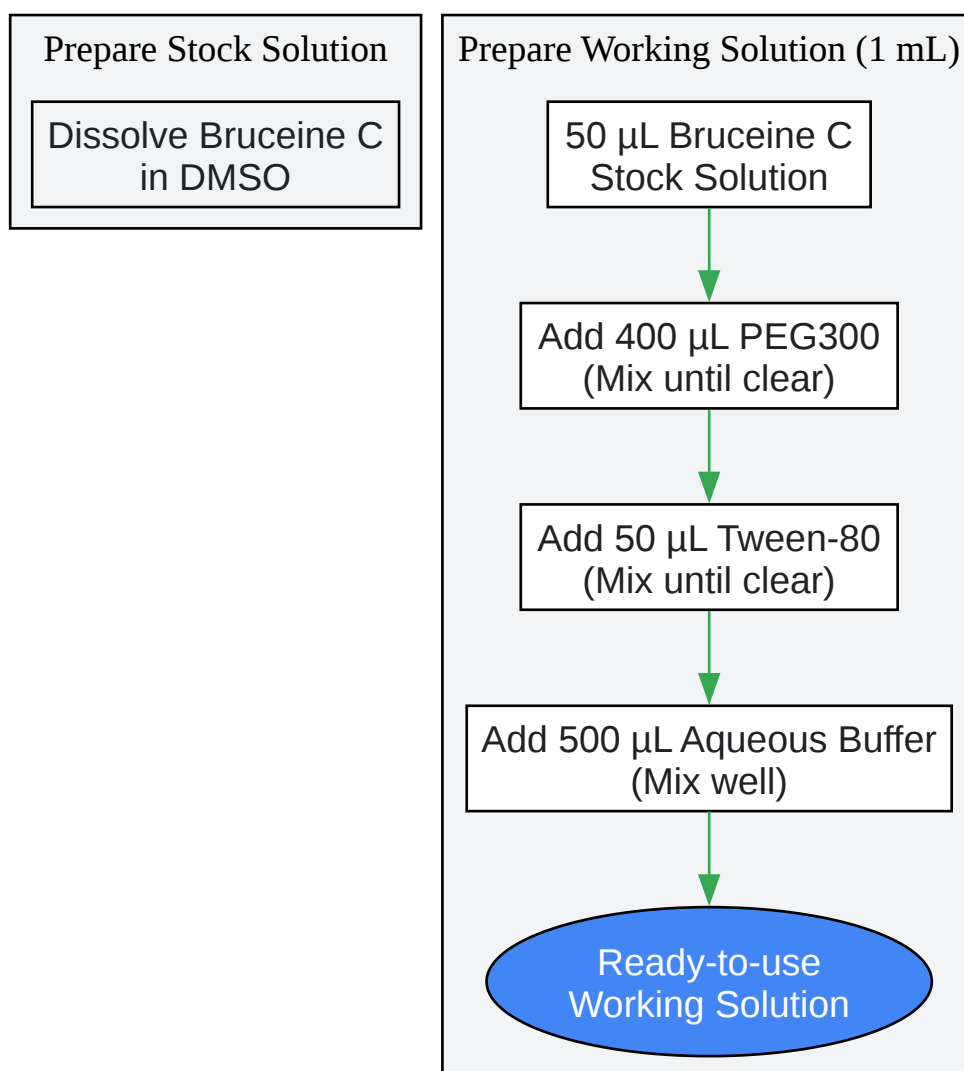 Prepare Stock Solution
Dissolve Bruceine C
in DMSO
Prepare Working Solution (1 mL)
50 µL Bruceine C
Stock Solution
Add 400 µL PEG300
(Mix until clear)
Add 50 µL Tween-80
(Mix until clear)
Add 500 µL Aqueous Buffer
(Mix well)
Ready-to-use
Working Solution